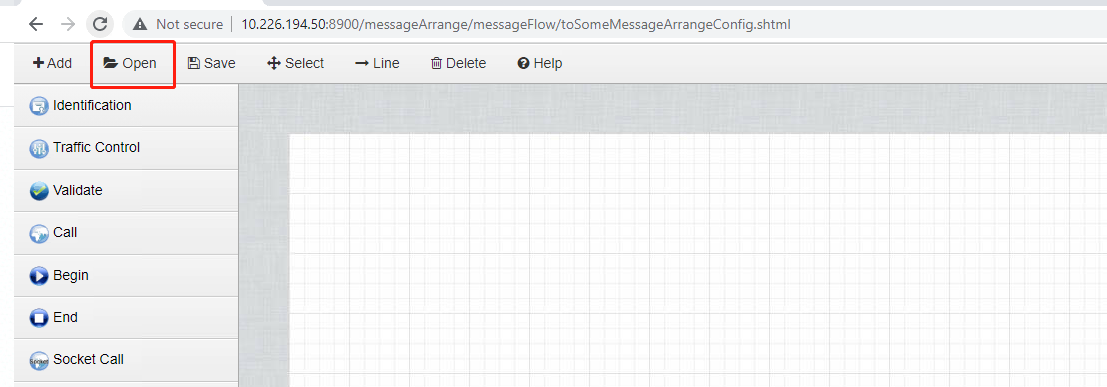 Not secure 10.226.194.50:8900/messageArrange/messageFlow/toSomeMessageArrangeConfig.shtml
Add Open Save Select Line Delete Help
Identification
Traffic Control
Validate
Call
Begin
End
Socket Call